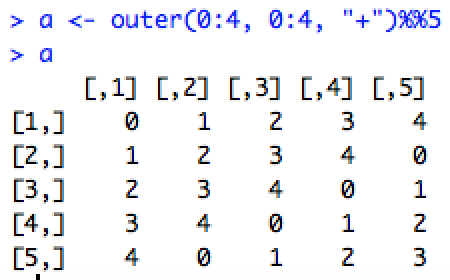 > a <- outer(0:4, 0:4, "+")%%5
> a
     [,1] [,2] [,3] [,4] [,5]
[1,]    0    1    2    3    4
[2,]    1    2    3    4    0
[3,]    2    3    4    0    1
[4,]    3    4    0    1    2
[5,]    4    0    1    2    3